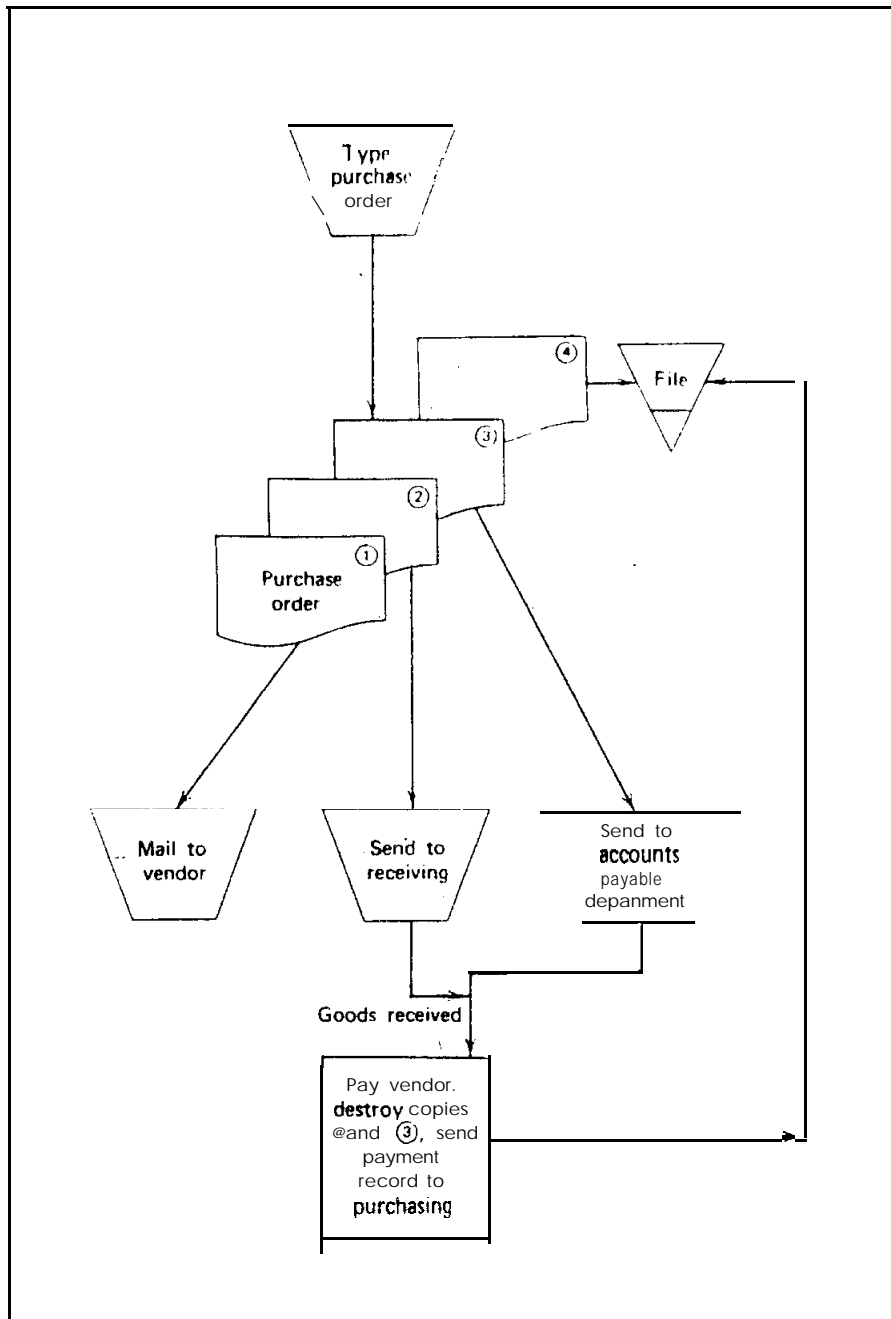 Type
purchase
order
④
File
③
②
①
Purchase
order
Mail to
vendor
Send to
receiving
Send to
accounts
payable
depanment
Goods received
Pay vendor.
destroy copies
@and ③, send
payment
record to
purchasing